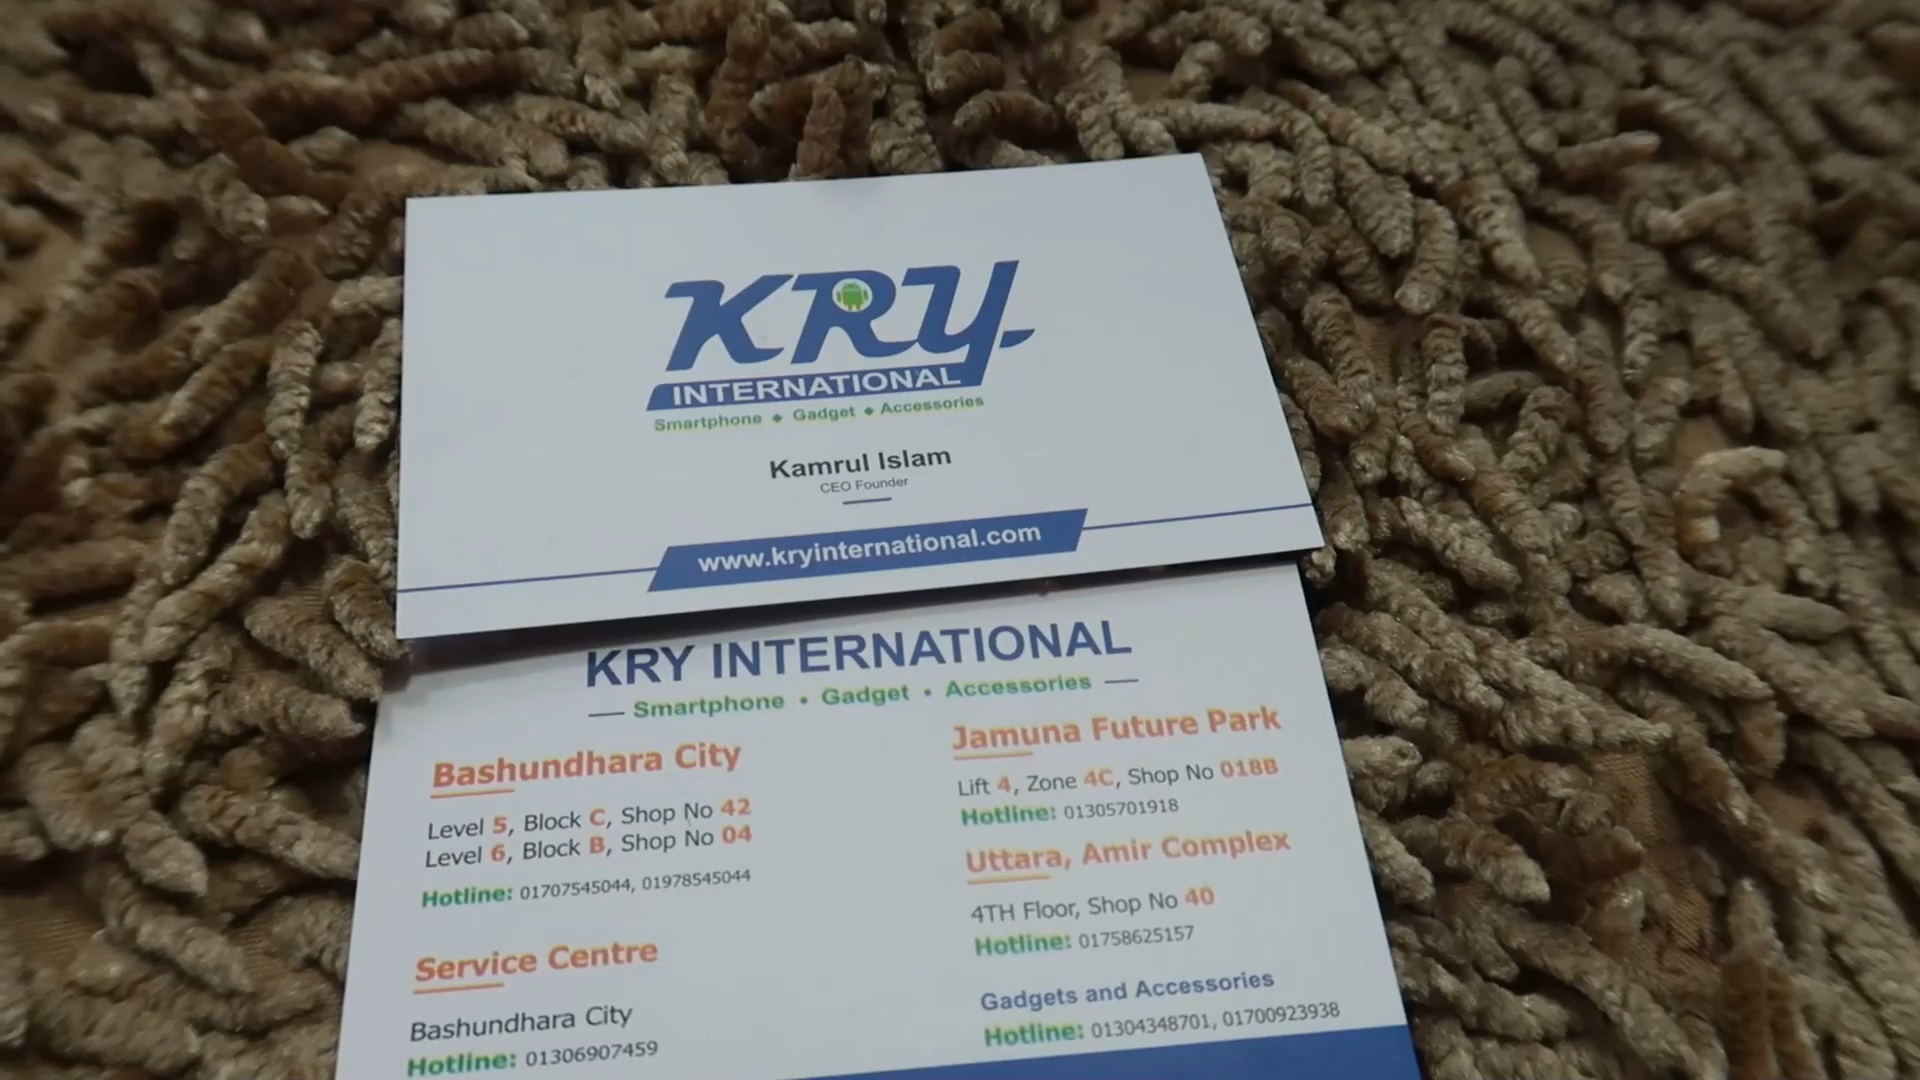 KRY
INTERNATIONAL
Smartphone ◆ Gadget ◆ Accessories
Kamrul Islam
CEO Founder
www.kryinternational.com
KRY INTERNATIONAL
Smartphone • Gadget • Accessories
Bashundhara City
Level 5, Block C, Shop No 42
Level 6, Block B, Shop No 04
Hotline: 01707545044, 01978545044
Service Centre
Bashundhara City
Hotline: 01306907459
Jamuna Future Park
Lift 4, Zone 4C, Shop No 018B
Hotline: 01305701918
Uttara, Amir Complex
4TH Floor, Shop No 40
Hotline: 01758625157
Gadgets and Accessories
Hotline: 01304348701, 01700923938